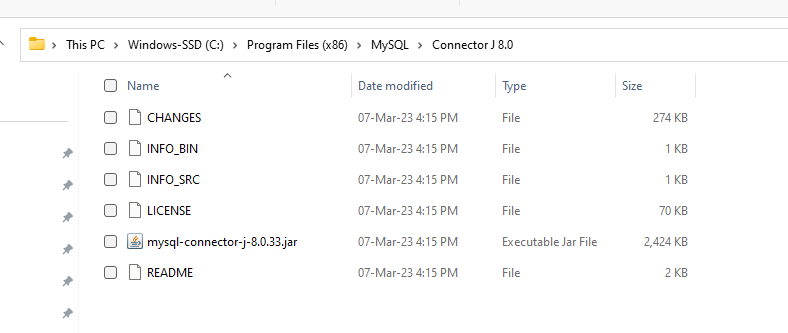 This PC > Windows-SSD (C:) > Program Files (x86) > MySQL > Connector J 8.0
Name Date modified Type Size
CHANGES 07-Mar-23 4:15 PM File 274 KB
INFO_BIN 07-Mar-23 4:15 PM File 1 KB
INFO_SRC 07-Mar-23 4:15 PM File 1 KB
LICENSE 07-Mar-23 4:15 PM File 70 KB
mysql-connector-j-8.0.33.jar 07-Mar-23 4:15 PM Executable Jar File 2,424 KB
README 07-Mar-23 4:15 PM File 2 KB